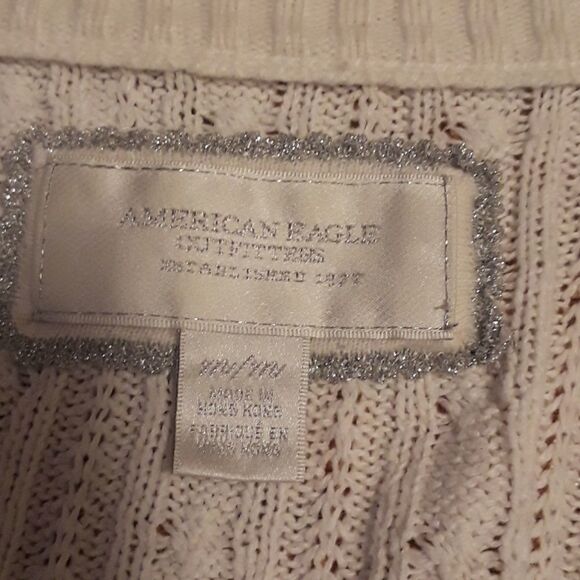 AMERICAN EAGLE
OUTFITTERS
ESTABLISHED 1977
m/m
MADE IN
HONG KONG
FABRIQUÉ EN
HONG KONG